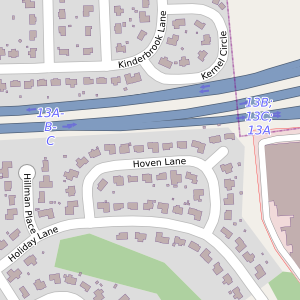 Kinderbrook Lane
Kernel Circle
13A-
B-
C
13B;
13C;
13A
Hoven Lane
Hillman Place
Holiday Lane